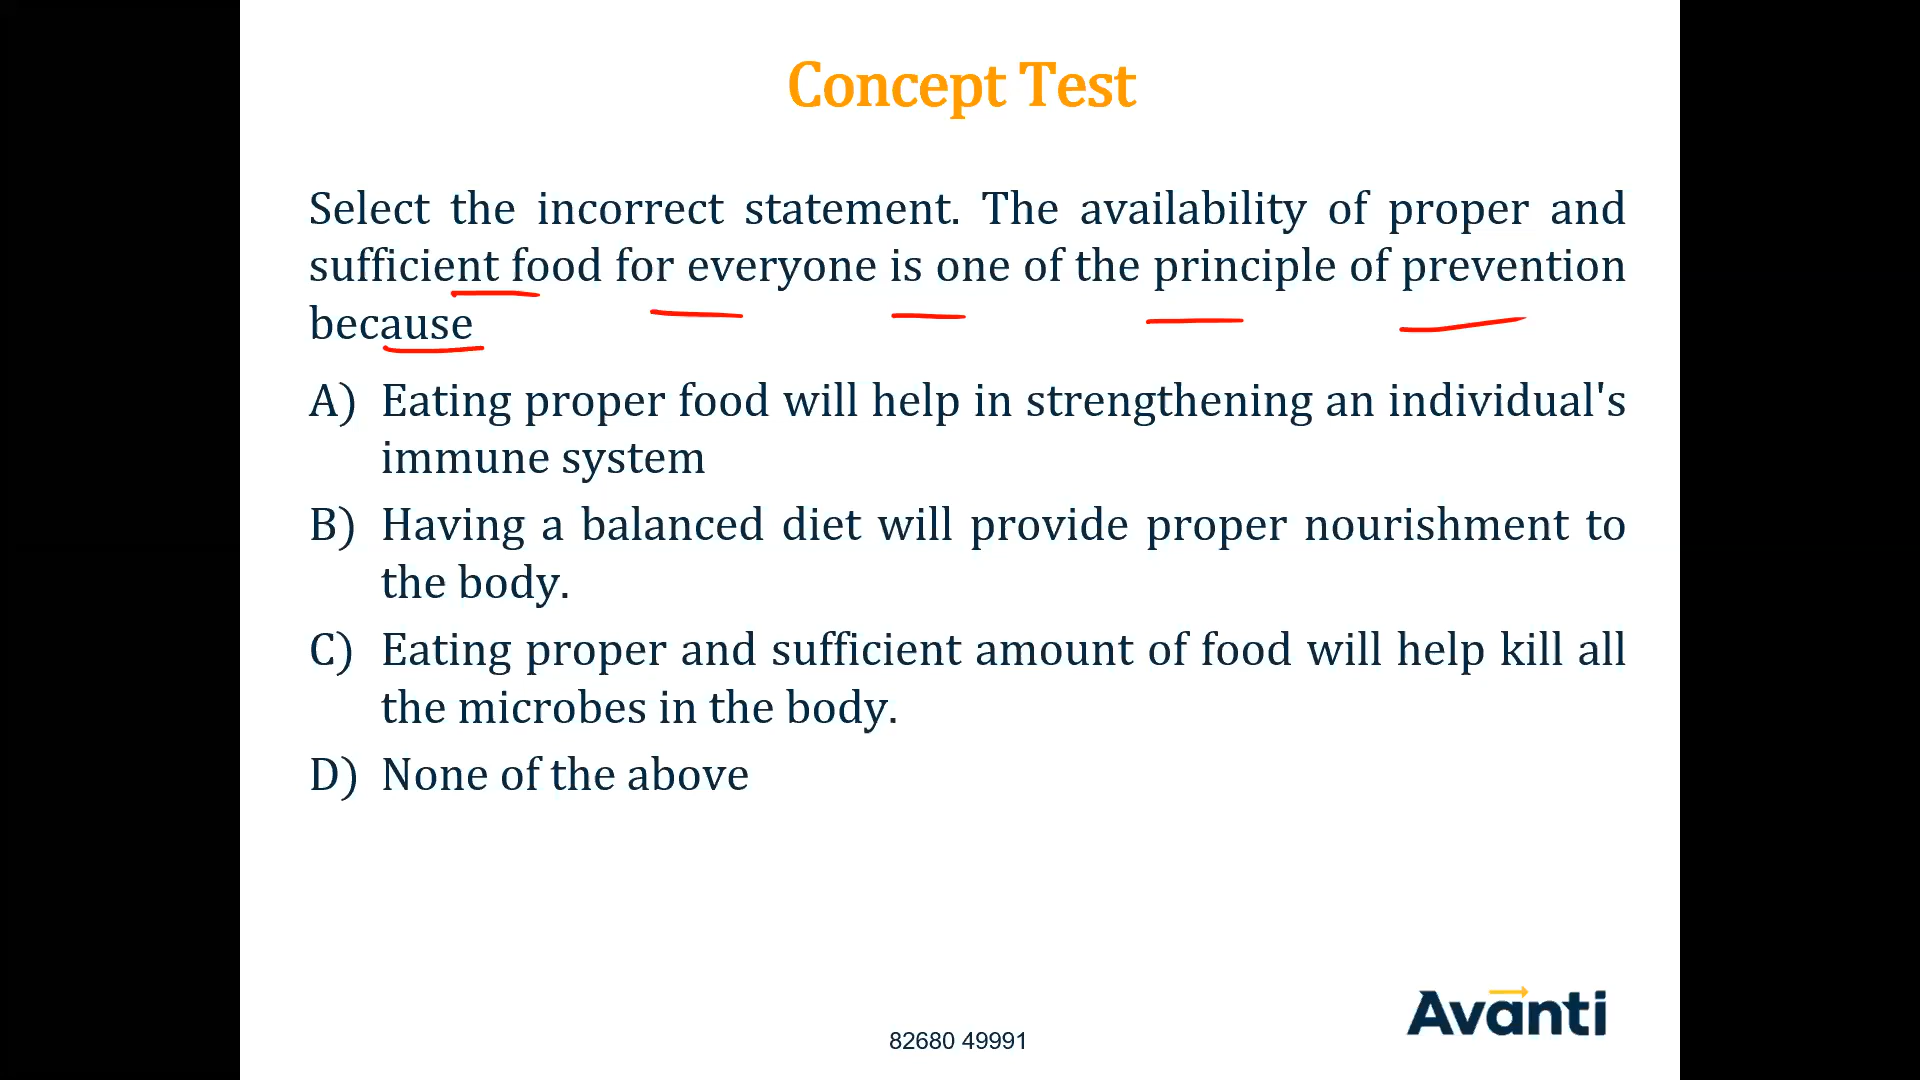 Concept Test
Select the incorrect statement. The availability of proper and
sufficient food for everyone is one of the principle of prevention
because
A) Eating proper food will help in strengthening an individual's
immune system
B) Having a balanced diet will provide proper nourishment to
the body.
C) Eating proper and sufficient amount of food will help kill all
the microbes in the body.
D) None of the above
Avanti
82680 49991